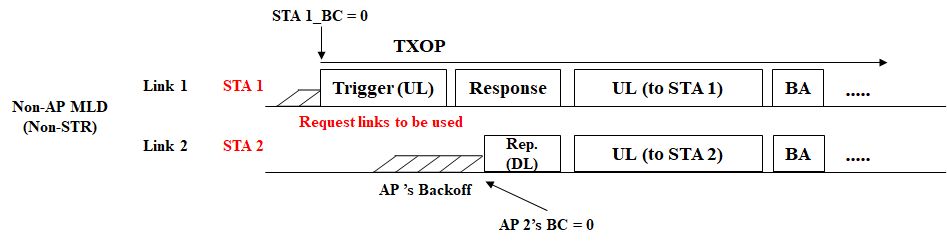 STA 1_BC = 0
TXOP
Link 1
STA 1
Trigger (UL)
Response
UL (to STA 1)
BA
.....
Non-AP MLD
(Non-STR)
Request links to be used
Link 2
STA 2
Rep.
(DL)
UL (to STA 2)
BA
.....
AP 's Backoff
AP 2's BC = 0